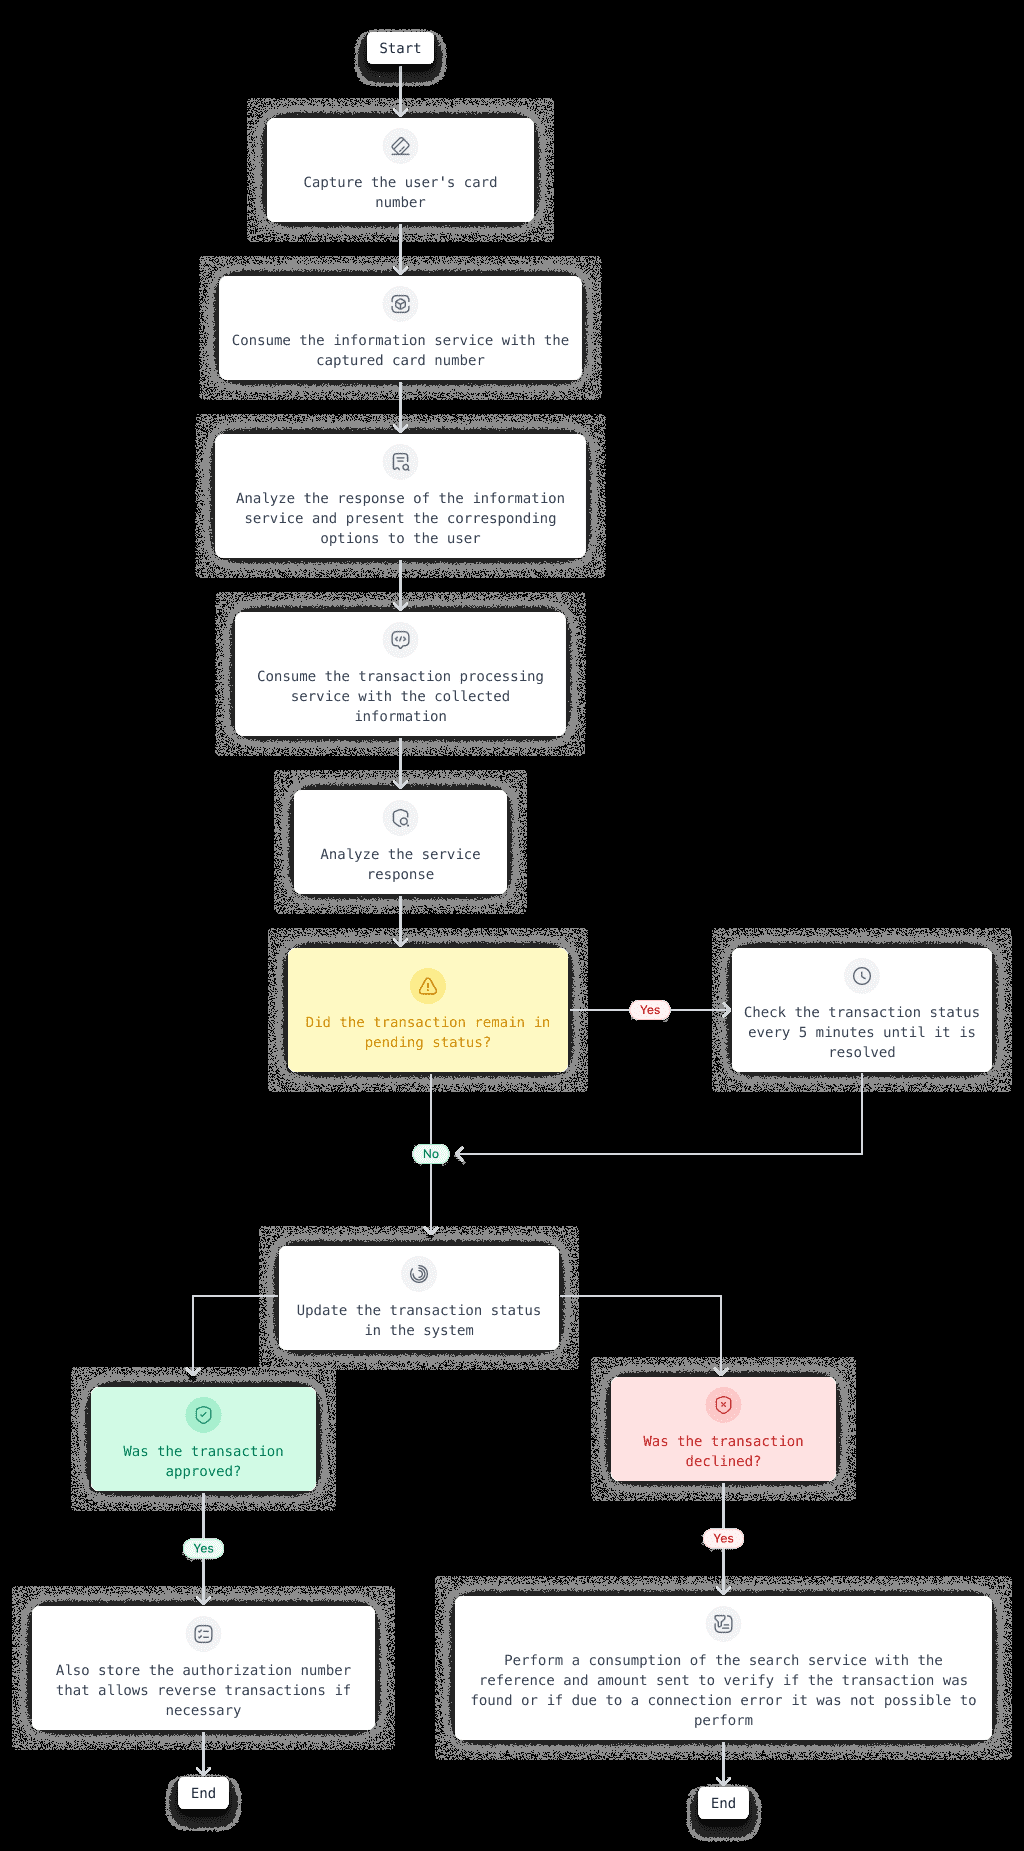 Start
Capture the user's card
number
Consume the information service with the
captured card number
Analyze the response of the information
service and present the corresponding
options to the user
Consume the transaction processing
service with the collected
information
Analyze the service
response
Did the transaction remain in
pending status?
Yes
Check the transaction status
every 5 minutes until it is
resolved
No
Update the transaction status
in the system
Was the transaction
approved?
Was the transaction
declined?
Yes
Yes
Also store the authorization number
that allows reverse transactions if
necessary
Perform a consumption of the search service with the
reference and amount sent to verify if the transaction was
found or if due to a connection error it was not possible to
perform
End
End